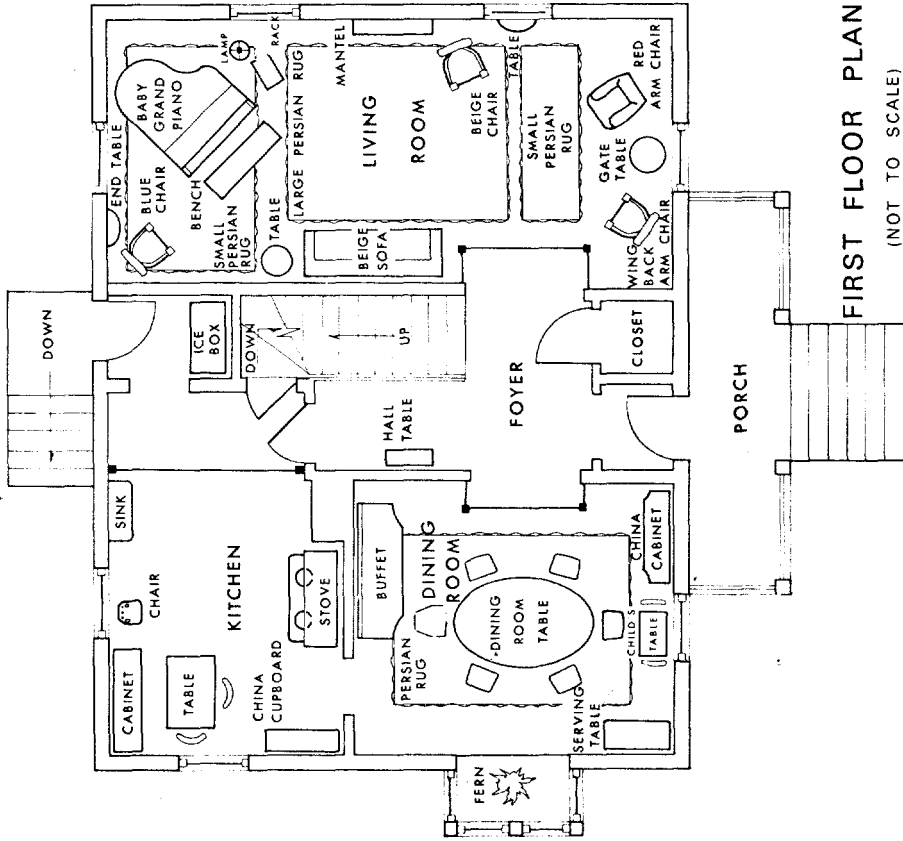 FIRST FLOOR PLAN
(NOT TO SCALE)
DOWN
SINK
CHAIR
CABINET
TABLE
KITCHEN
STOVE
CHINA
CUPBOARD
ICE
BOX
DOWN
UP
HALL
TABLE
FOYER
CLOSET
PORCH
END TABLE
BLUE
CHAIR
BABY
GRAND
PIANO
BENCH
SMALL
PERSIAN
RUG
LAMP
RACK
TABLE
LARGE PERSIAN RUG
MANTEL
LIVING
ROOM
BEIGE
SOFA
BEIGE
CHAIR
TABLE
SMALL
PERSIAN
RUG
RED
ARM CHAIR
GATE
TABLE
WING
BACK
ARM CHAIR
BUFFET
DINING
ROOM
PERSIAN
RUG
DINING
ROOM
TABLE
CHINA
CABINET
CHILD'S
TABLE
SERVING
TABLE
FERN